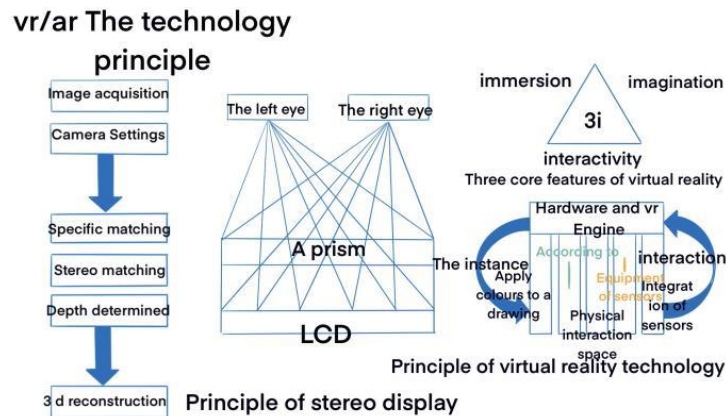 vr/ar The technology
principle
Image acquisition
Camera Settings
Specific matching
Stereo matching
Depth determined
3 d reconstruction
The left eye
The right eye
A prism
LCD
Principle of stereo display
immersion
imagination
3i
interactivity
Three core features of virtual reality
Hardware and vr
Engine
The instance
According to
interaction
Apply
colours to a
drawing
Equipment
of sensors
Integrat
ion of
sensors
Physical
interaction
space
Principle of virtual reality technology